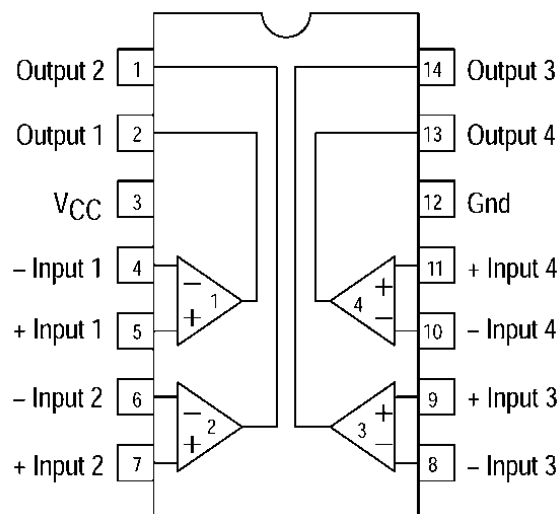 Output 2 1
Output 1 2
VCC 3
– Input 1 4
+ Input 1 5
– Input 2 6
+ Input 2 7
– + 1
– + 2
14 Output 3
13 Output 4
12 Gnd
11 + Input 4
10 – Input 4
9 + Input 3
8 – Input 3
4 + –
3 + –